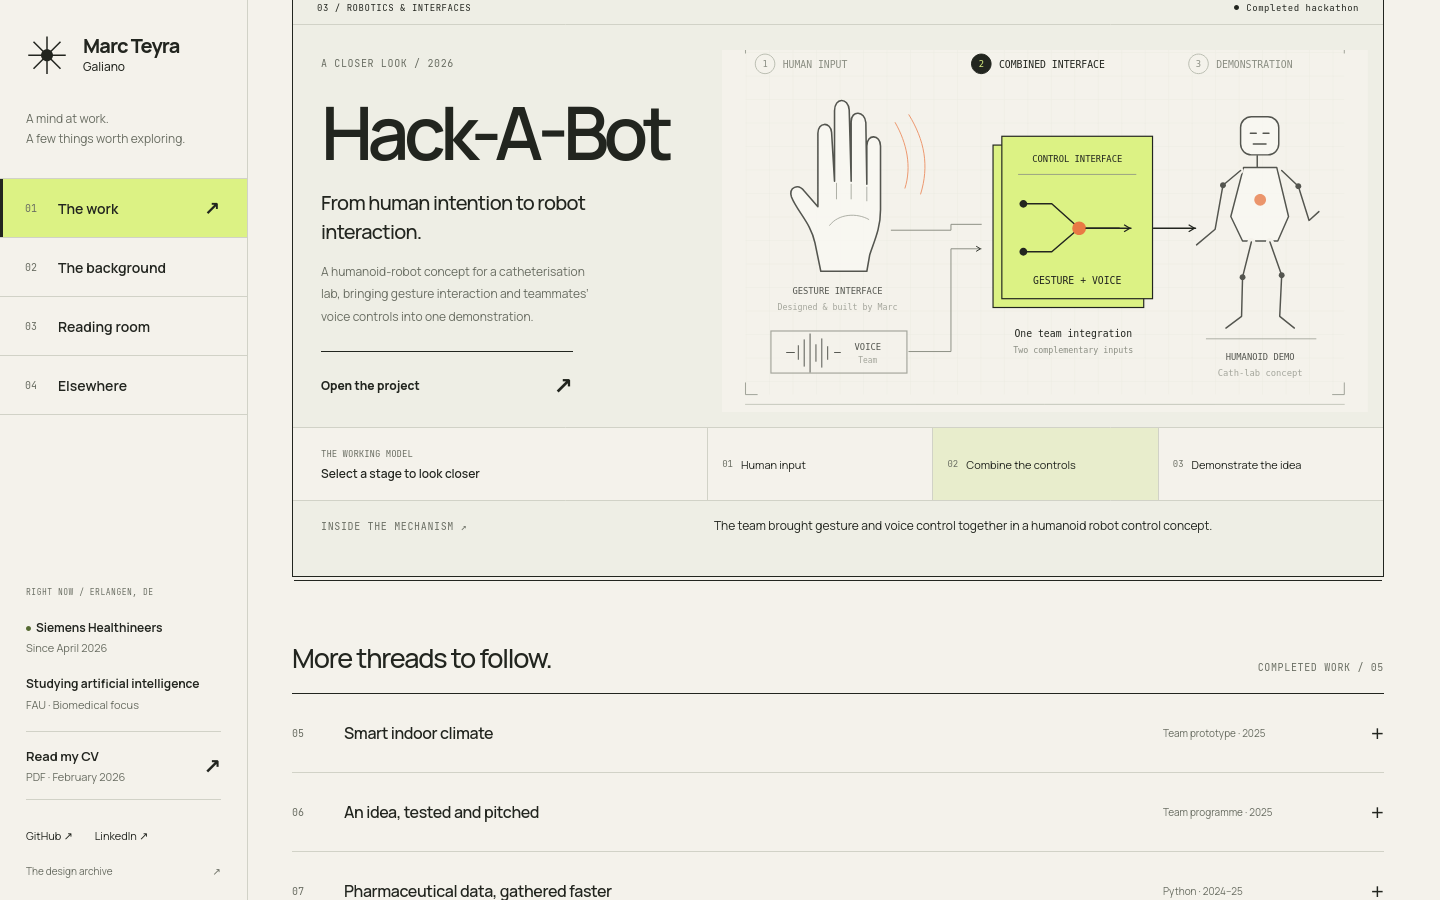 Marc Teyra
Galiano
A mind at work.
A few things worth exploring.
01 The work ↗
02 The background
03 Reading room
04 Elsewhere
RIGHT NOW / ERLANGEN, DE
Siemens Healthineers
Since April 2026
Studying artificial intelligence
FAU · Biomedical focus
Read my CV ↗
PDF · February 2026
GitHub ↗ LinkedIn ↗
The design archive ↗
03 / ROBOTICS & INTERFACES
● Completed hackathon
A CLOSER LOOK / 2026
Hack-A-Bot
From human intention to robot
interaction.
A humanoid-robot concept for a catheterisation
lab, bringing gesture interaction and teammates'
voice controls into one demonstration.
Open the project ↗
1 HUMAN INPUT
2 COMBINED INTERFACE
3 DEMONSTRATION
GESTURE INTERFACE
Designed & built by Marc
VOICE
Team
CONTROL INTERFACE
GESTURE + VOICE
One team integration
Two complementary inputs
HUMANOID DEMO
Cath-lab concept
THE WORKING MODEL
Select a stage to look closer
01 Human input
02 Combine the controls
03 Demonstrate the idea
INSIDE THE MECHANISM ↗
The team brought gesture and voice control together in a humanoid robot control concept.
More threads to follow.
COMPLETED WORK / 05
05 Smart indoor climate Team prototype · 2025 +
06 An idea, tested and pitched Team programme · 2025 +
07 Pharmaceutical data, gathered faster Python · 2024–25 +